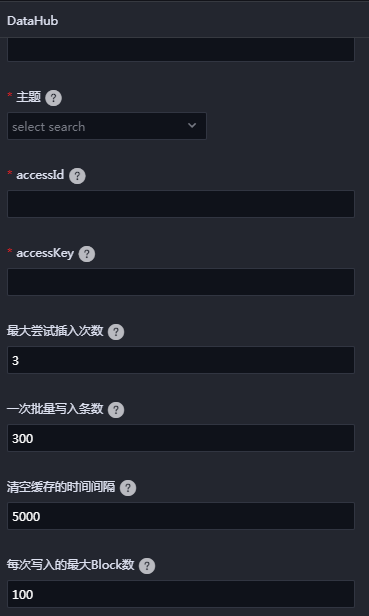 DataHub
* 主题 ?
select search
* accessId ?
* accessKey ?
最大尝试插入次数 ?
3
一次批量写入条数 ?
300
清空缓存的时间间隔 ?
5000
每次写入的最大Block数 ?
100